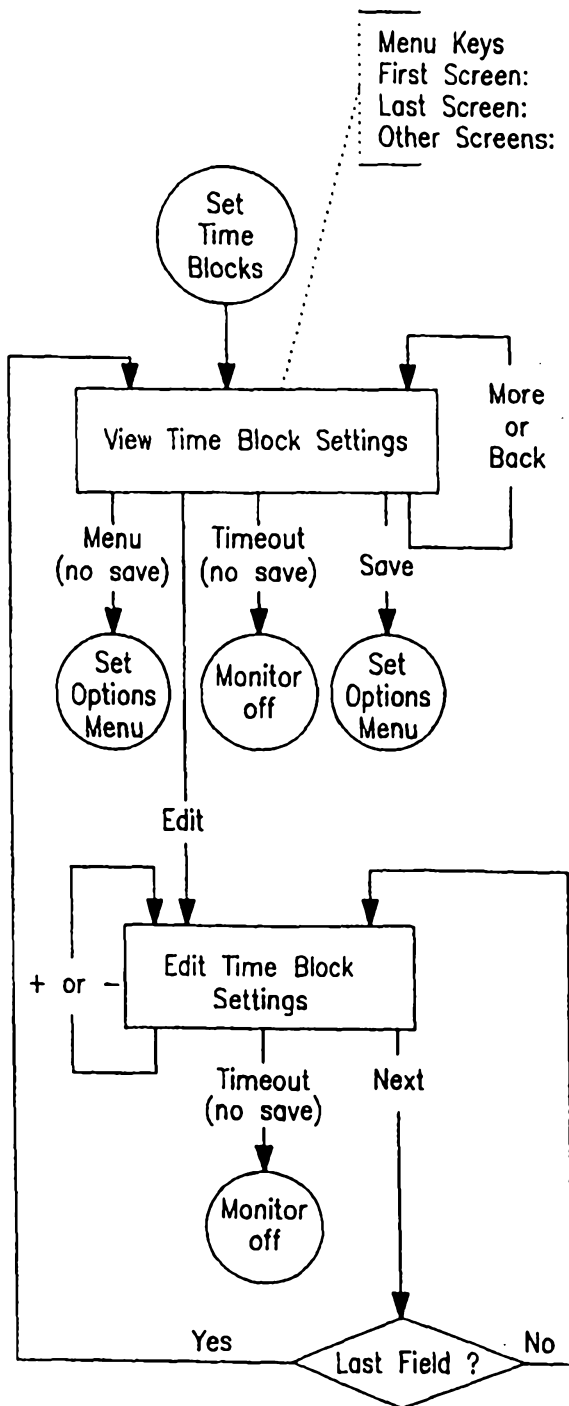 Menu Keys
First Screen:
Last Screen:
Other Screens:
Set
Time
Blocks
View Time Block Settings
More
or
Back
Menu
(no save)
Timeout
(no save)
Save
Set
Options
Menu
Monitor
off
Set
Options
Menu
Edit
+ or -
Edit Time Block
Settings
Timeout
(no save)
Next
Monitor
off
Yes
Last Field ?
No